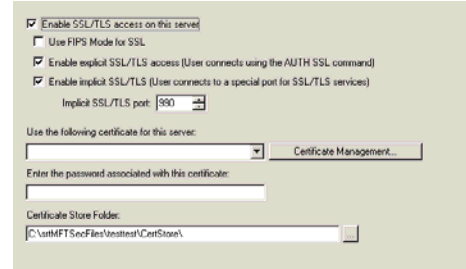 Enable SSL/TLS access on this server
Use FIPS Mode for SSL
Enable explicit SSL/TLS access (User connects using the AUTH SSL command)
Enable implicit SSL/TLS (User connects to a special port for SSL/TLS services)
Implicit SSL/TLS port: 990
Use the following certificate for this server:
Certificate Management...
Enter the password associated with this certificate:
Certificate Store Folder:
C:\srtMFTSecFiles\testtest\CertStore\
...